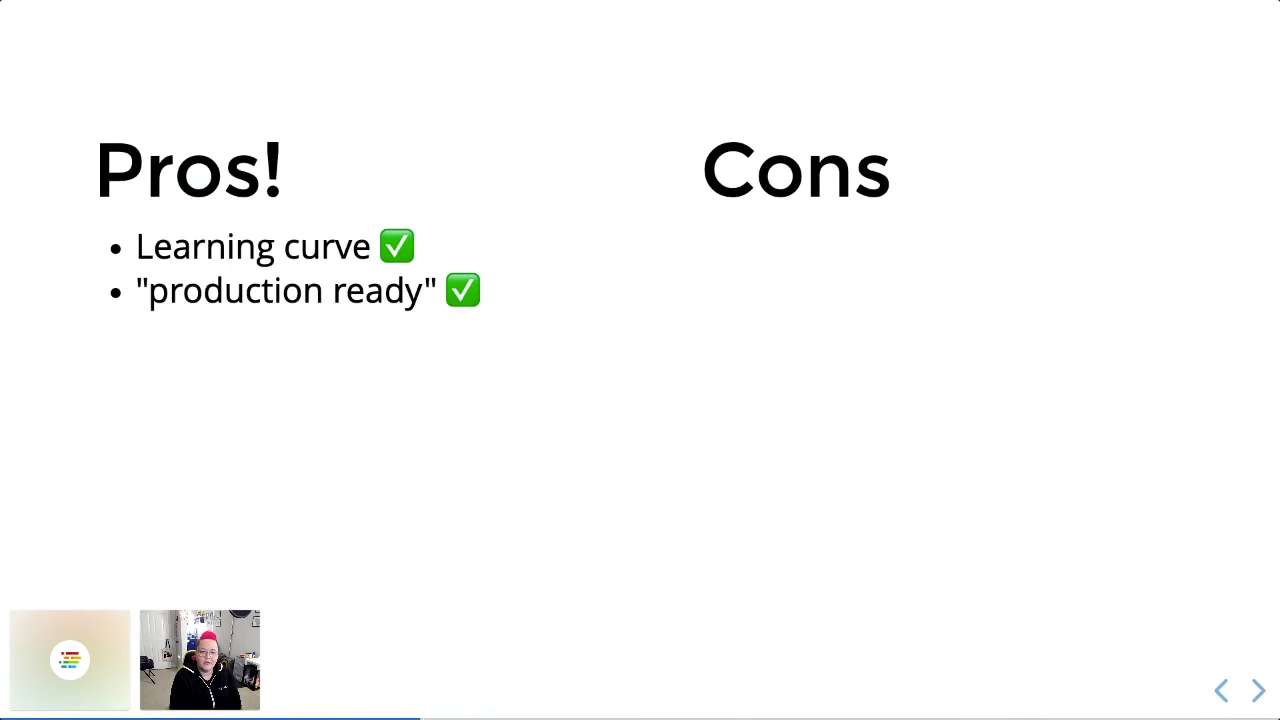 Pros!
Learning curve ✅
"production ready" ✅
Cons